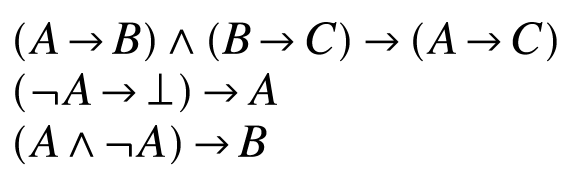 (A → B) ∧ (B → C) → (A → C)
(¬A → ⊥) → A
(A ∧ ¬A) → B